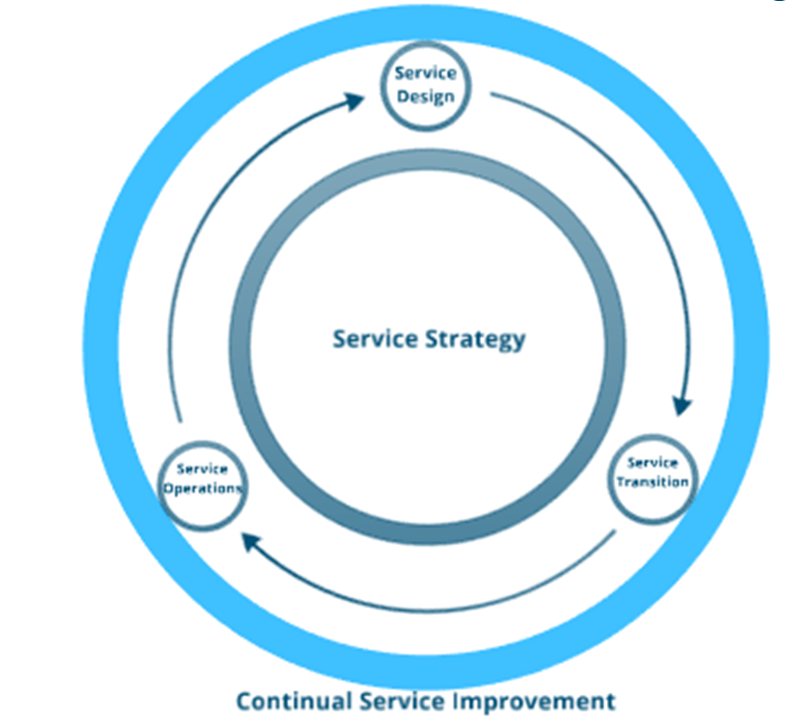 Service
Design
Service Strategy
Service
Operations
Service
Transition
Continual Service Improvement